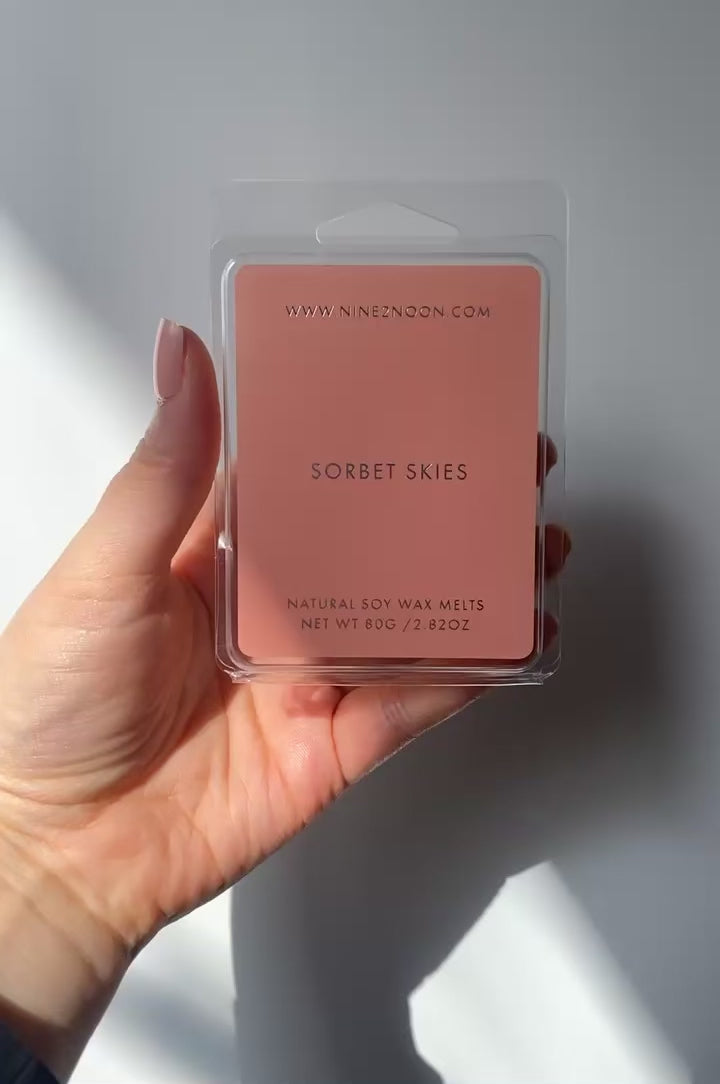 WWW.NINE2NOON.COM
SORBET SKIES
NATURAL SOY WAX MELTS
NET WT 80G /2.82OZ